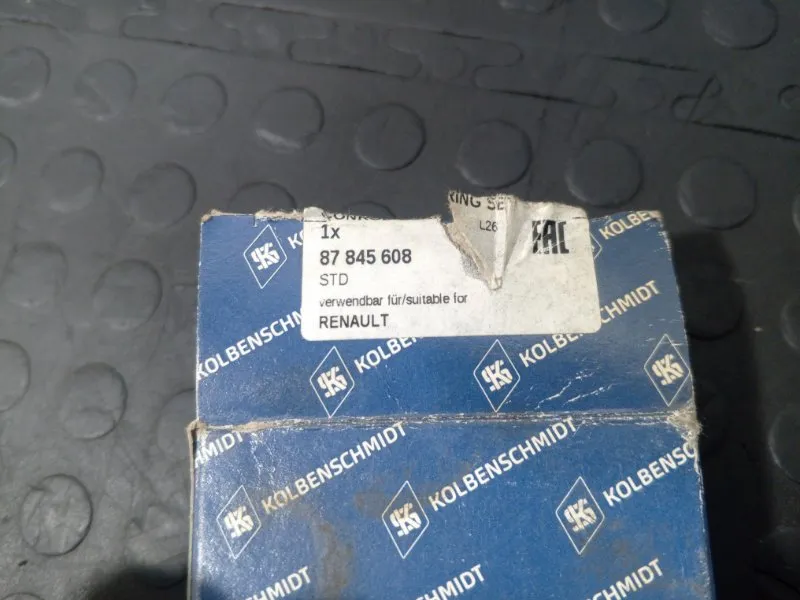 RING SE
L26
EAC
1x
87 845 608
STD
verwendbar für/suitable for
RENAULT
KOLBENSCHMIDT
KOLBENSCHMIDT
KOLBENSCHMIDT
KOLBENSCHMIDT
KOLBENSCHMIDT